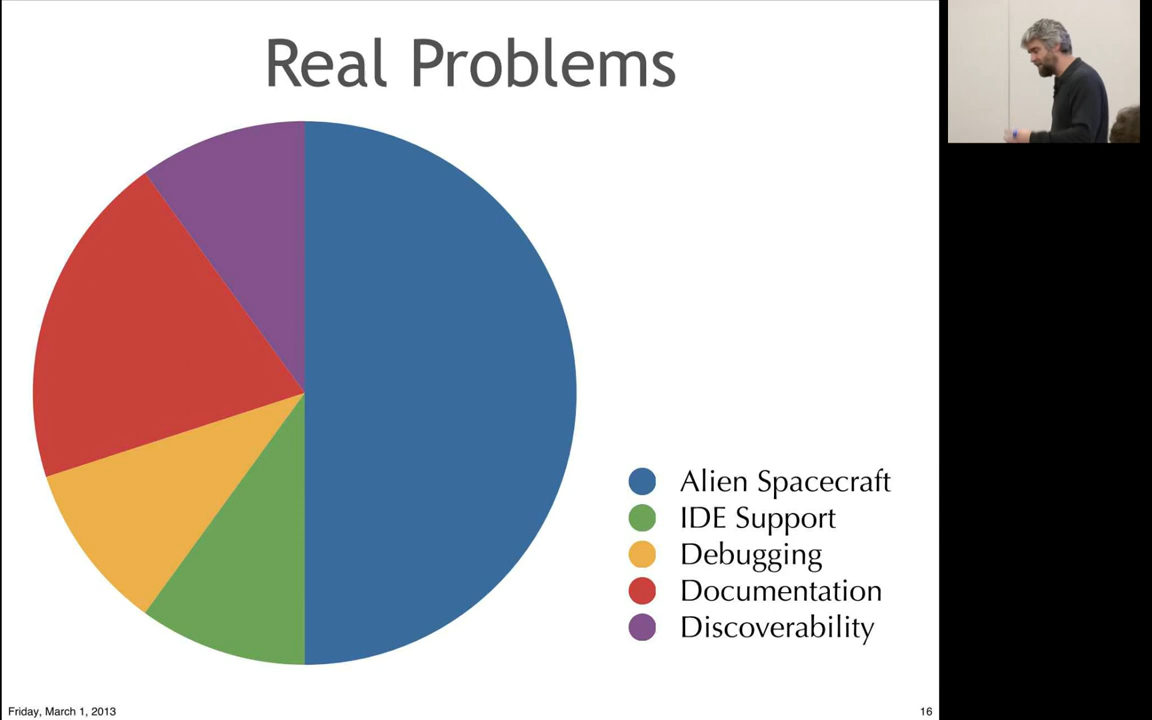 Real Problems
Alien Spacecraft
IDE Support
Debugging
Documentation
Discoverability
Friday, March 1, 2013
16